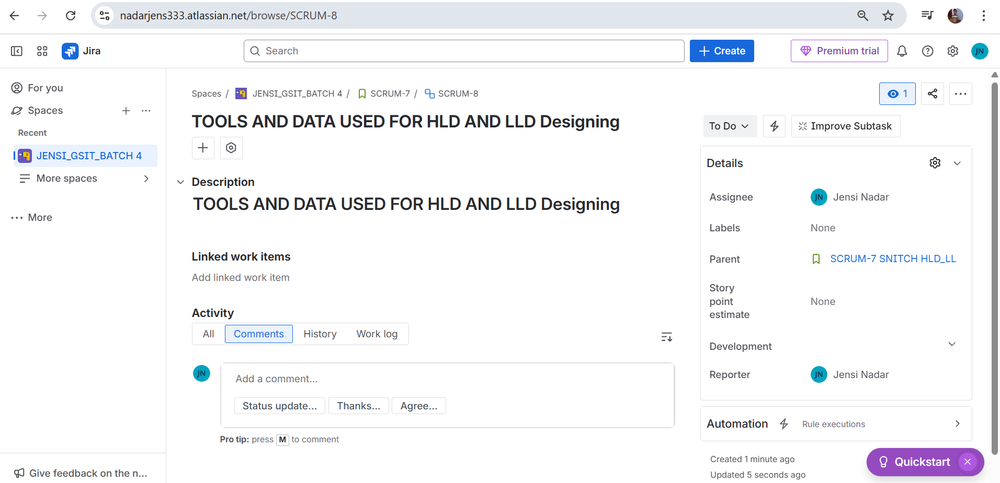 nadarjens333.atlassian.net/browse/SCRUM-8
Jira
Search
Create
Premium trial
JN
For you
Spaces
Recent
JENSI_GSIT_BATCH 4
More spaces
More
Give feedback on the n...
Spaces / JENSI_GSIT_BATCH 4 / SCRUM-7 / SCRUM-8
1
TOOLS AND DATA USED FOR HLD AND LLD Designing
Description
TOOLS AND DATA USED FOR HLD AND LLD Designing
Linked work items
Add linked work item
Activity
All Comments History Work log
JN
Add a comment...
Status update... Thanks... Agree...
Pro tip: press M to comment
To Do
Improve Subtask
Details
Assignee JN Jensi Nadar
Labels None
Parent SCRUM-7 SNITCH HLD_LL
Story
point
estimate
None
Development
Reporter JN Jensi Nadar
Automation Rule executions
Created 1 minute ago
Updated 5 seconds ago
Quickstart